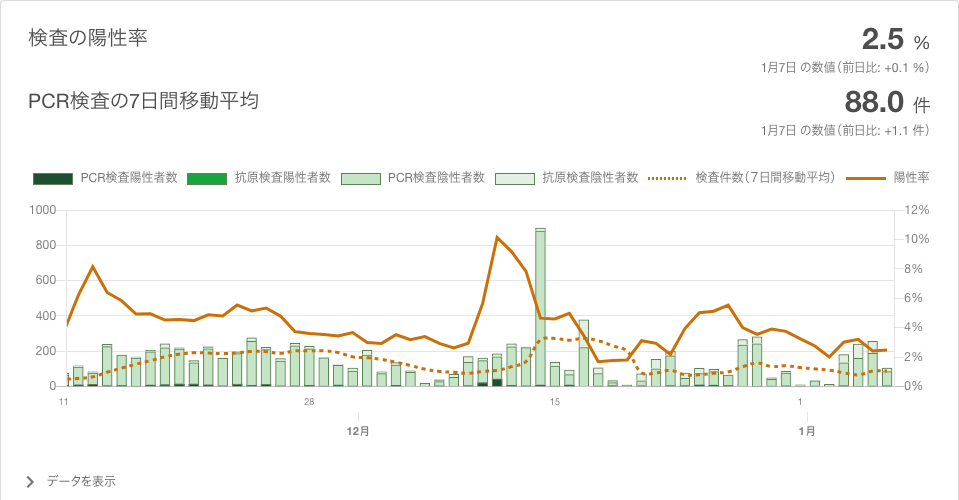 検査の陽性率
2.5 %
1月7日 の数値（前日比: +0.1 %）
PCR検査の7日間移動平均
88.0 件
1月7日 の数値（前日比: +1.1 件）
PCR検査陽性者数 抗原検査陽性者数 PCR検査陰性者数 抗原検査陰性者数 検査件数（7日間移動平均） 陽性率
1000 12%
10%
800
8%
600
6%
400
4%
200
2%
0 0%
11 28 15 1
12月 1月
データを表示